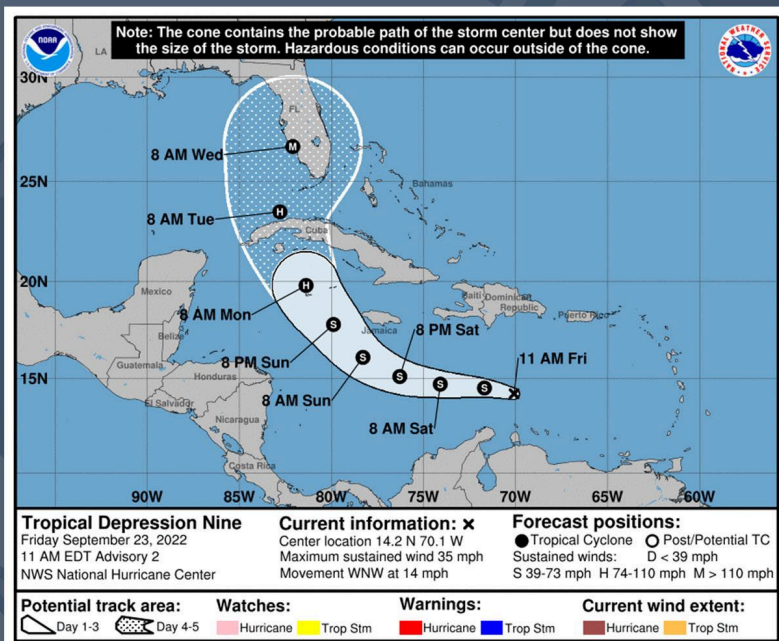 Note: The cone contains the probable path of the storm center but does not show
the size of the storm. Hazardous conditions can occur outside of the cone.
NOAA
NATIONAL WEATHER SERVICE
LA
30N
FL
M
8 AM Wed
25N
Bahamas
8 AM Tue
H
Cuba
20N
Mexico
H
8 AM Mon
Haiti
Dominican
Republic
Puerto Rico
Belize
S
Jamaica
8 PM Sat
8 PM Sun
11 AM Fri
Guatemala
S
Honduras
15N
S
S
S
8 AM Sun
El Salvador
8 AM Sat
Nicaragua
Costa Rica
90W 85W 80W 75W 70W 65W 60W
Tropical Depression Nine
Friday September 23, 2022
11 AM EDT Advisory 2
NWS National Hurricane Center
Current information: x
Center location 14.2 N 70.1 W
Maximum sustained wind 35 mph
Movement WNW at 14 mph
Forecast positions:
Tropical Cyclone Post/Potential TC
Sustained winds: D < 39 mph
S 39-73 mph H 74-110 mph M > 110 mph
Potential track area:
Day 1-3 Day 4-5
Watches:
Hurricane Trop Stm
Warnings:
Hurricane Trop Stm
Current wind extent:
Hurricane Trop Stm